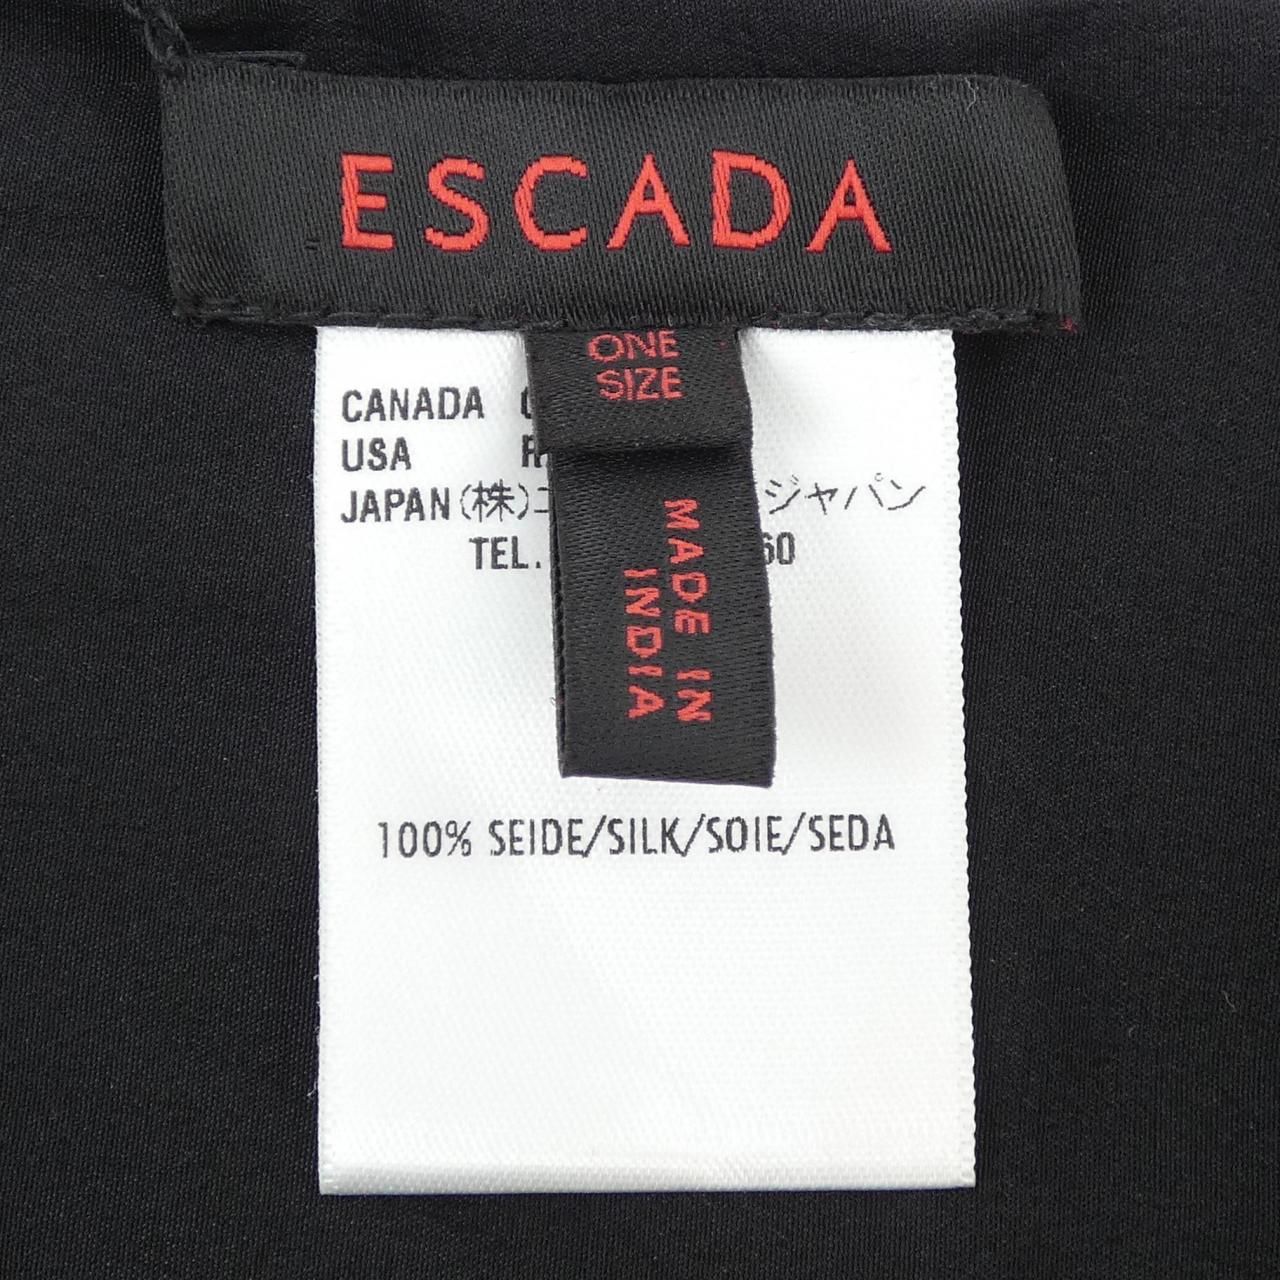 ESCADA
ONE
SIZE
MADE IN
INDIA
CANADA
USA
JAPAN (株) ジャパン
TEL. 60
100% SEIDE/SILK/SOIE/SEDA